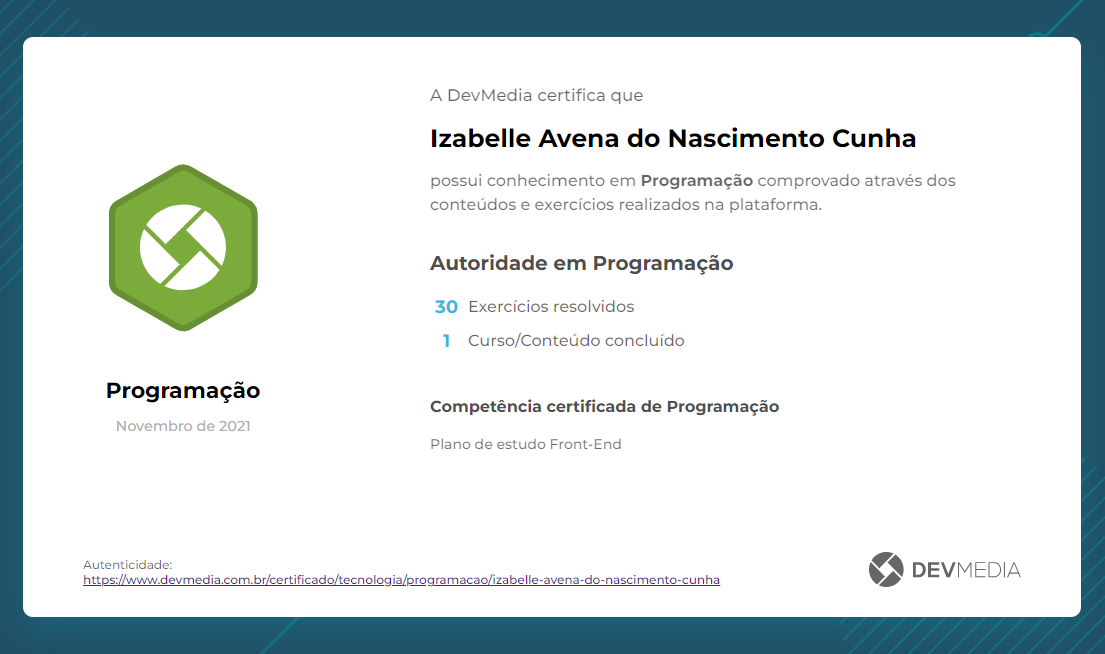 A DevMedia certifica que
Izabelle Avena do Nascimento Cunha
possui conhecimento em Programação comprovado através dos
conteúdos e exercícios realizados na plataforma.
Autoridade em Programação
30 Exercícios resolvidos
1 Curso/Conteúdo concluído
Programação
Novembro de 2021
Competência certificada de Programação
Plano de estudo Front-End
Autenticidade:
https://www.devmedia.com.br/certificado/tecnologia/programacao/izabelle-avena-do-nascimento-cunha
DEVMEDIA